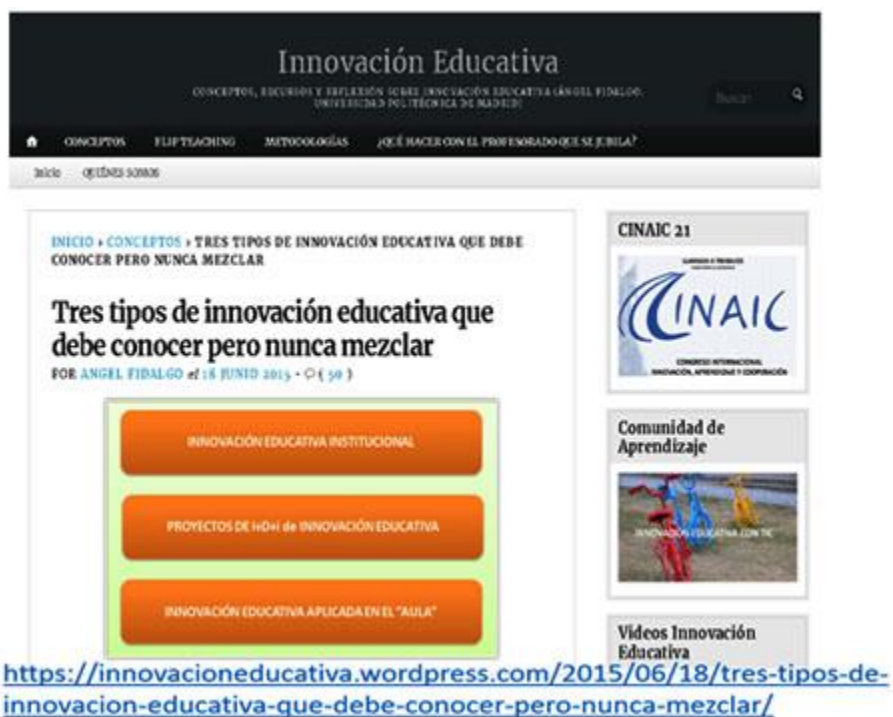 Innovación Educativa
CONCEPTOS, RECURSOS Y REFLEXIÓN SOBRE INNOVACIÓN EDUCATIVA (ÁNGEL FIDALGO.
UNIVERSIDAD POLITÉCNICA DE MADRID)
Buscar
CONCEPTOS FLIP TEACHING METODOLOGÍAS ¿QUÉ HACER CON EL PROFESORADO QUE SE JUBILA?
Inicio QUIÉNES SOMOS
INICIO › CONCEPTOS › TRES TIPOS DE INNOVACIÓN EDUCATIVA QUE DEBE
CONOCER PERO NUNCA MEZCLAR
Tres tipos de innovación educativa que
debe conocer pero nunca mezclar
POR ANGEL FIDALGO el 18 JUNIO 2015 • ( 50 )
INNOVACIÓN EDUCATIVA INSTITUCIONAL
PROYECTOS DE i+D+i de INNOVACIÓN EDUCATIVA
INNOVACIÓN EDUCATIVA APLICADA EN EL "AULA"
CINAIC 21
CINAIC
CONGRESO INTERNACIONAL
INNOVACIÓN, APRENDIZAJE Y COOPERACIÓN
Comunidad de
Aprendizaje
INNOVACIÓN EDUCATIVA CON TIC
Videos Innovación
Educativa
https://innovacioneducativa.wordpress.com/2015/06/18/tres-tipos-de-
innovacion-educativa-que-debe-conocer-pero-nunca-mezclar/